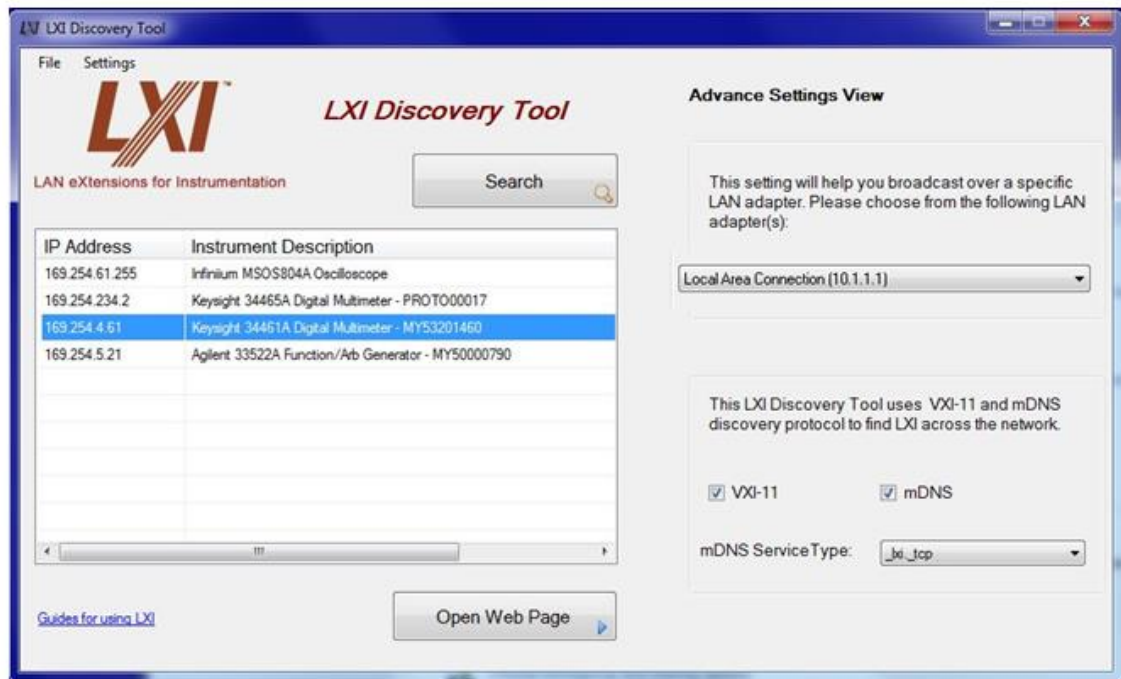 LXI LXI Discovery Tool
File Settings
LXI™
LAN eXtensions for Instrumentation
LXI Discovery Tool
Search
IP Address Instrument Description
169.254.61.255 Infiniium MSOS804A Oscilloscope
169.254.234.2 Keysight 34465A Digital Multimeter - PROTO00017
169.254.4.61 Keysight 34461A Digital Multimeter - MY53201460
169.254.5.21 Agilent 33522A Function/Arb Generator - MY50000790
Guides for using LXI
Open Web Page
Advance Settings View
This setting will help you broadcast over a specific
LAN adapter. Please choose from the following LAN
adapter(s):
Local Area Connection (10.1.1.1)
This LXI Discovery Tool uses VXI-11 and mDNS
discovery protocol to find LXI across the network.
VXI-11 mDNS
mDNS ServiceType: _lxi._tcp